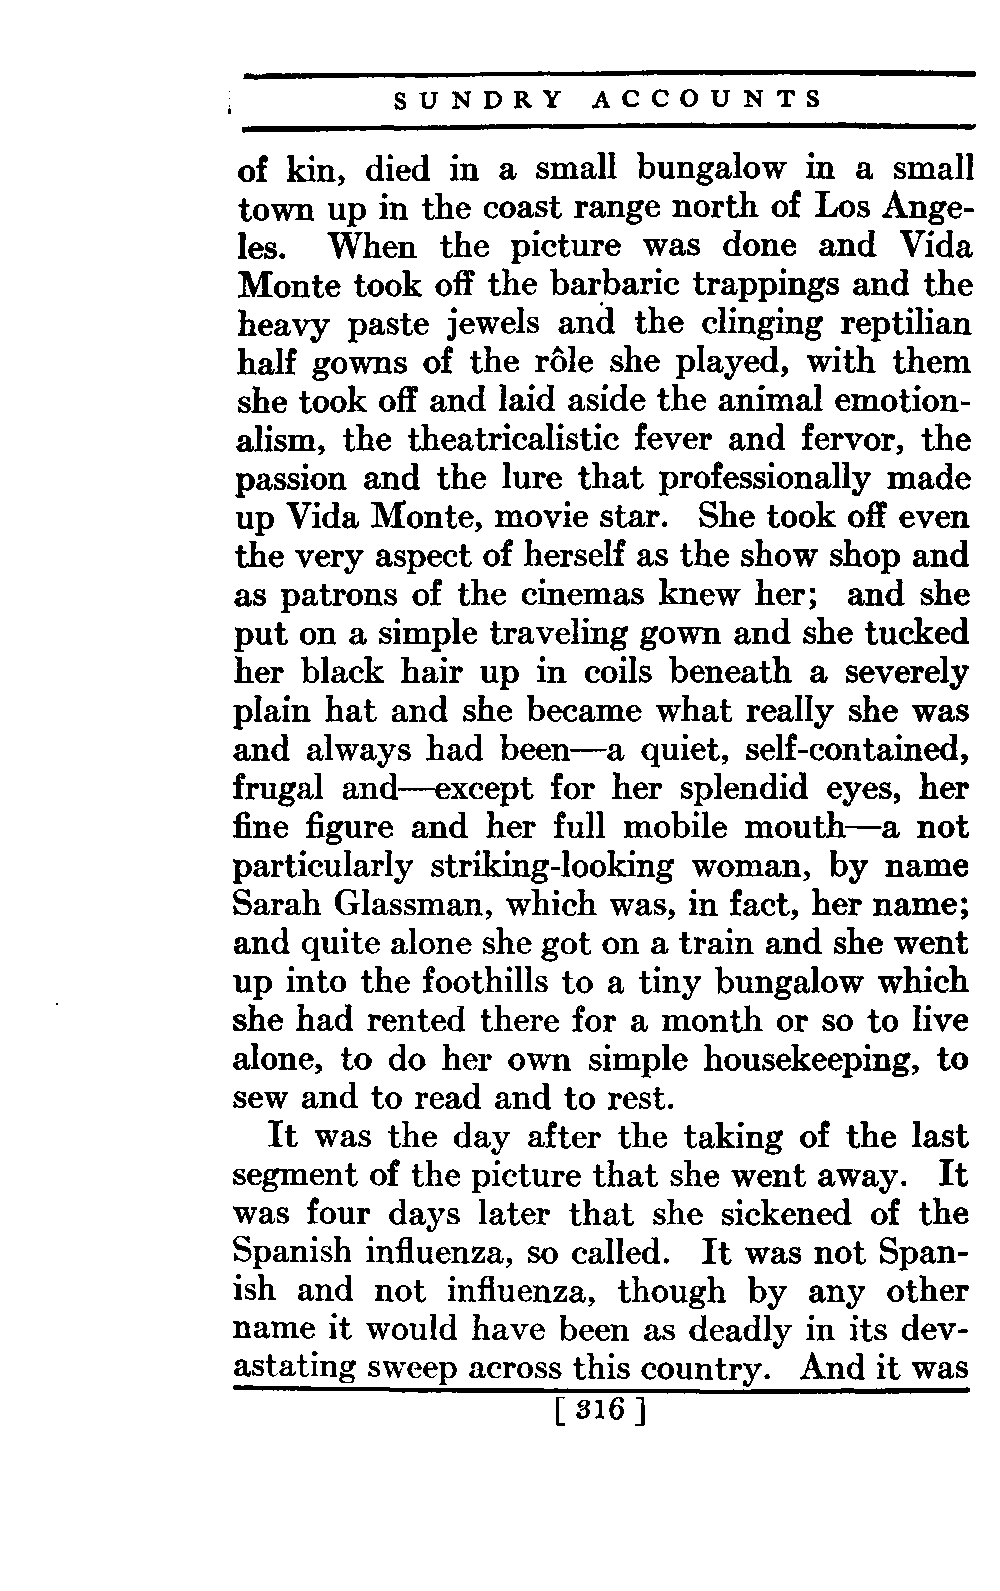 SUNDRY ACCOUNTS
of kin, died in a small bungalow in a small
town up in the coast range north of Los Ange-
les. When the picture was done and Vida
Monte took off the barbaric trappings and the
heavy paste jewels and the clinging reptilian
half gowns of the rôle she played, with them
she took off and laid aside the animal emotion-
alism, the theatricalistic fever and fervor, the
passion and the lure that professionally made
up Vida Monte, movie star. She took off even
the very aspect of herself as the show shop and
as patrons of the cinemas knew her; and she
put on a simple traveling gown and she tucked
her black hair up in coils beneath a severely
plain hat and she became what really she was
and always had been—a quiet, self-contained,
frugal and—except for her splendid eyes, her
fine figure and her full mobile mouth—a not
particularly striking-looking woman, by name
Sarah Glassman, which was, in fact, her name;
and quite alone she got on a train and she went
up into the foothills to a tiny bungalow which
she had rented there for a month or so to live
alone, to do her own simple housekeeping, to
sew and to read and to rest.
It was the day after the taking of the last
segment of the picture that she went away. It
was four days later that she sickened of the
Spanish influenza, so called. It was not Span-
ish and not influenza, though by any other
name it would have been as deadly in its dev-
astating sweep across this country. And it was
[316]